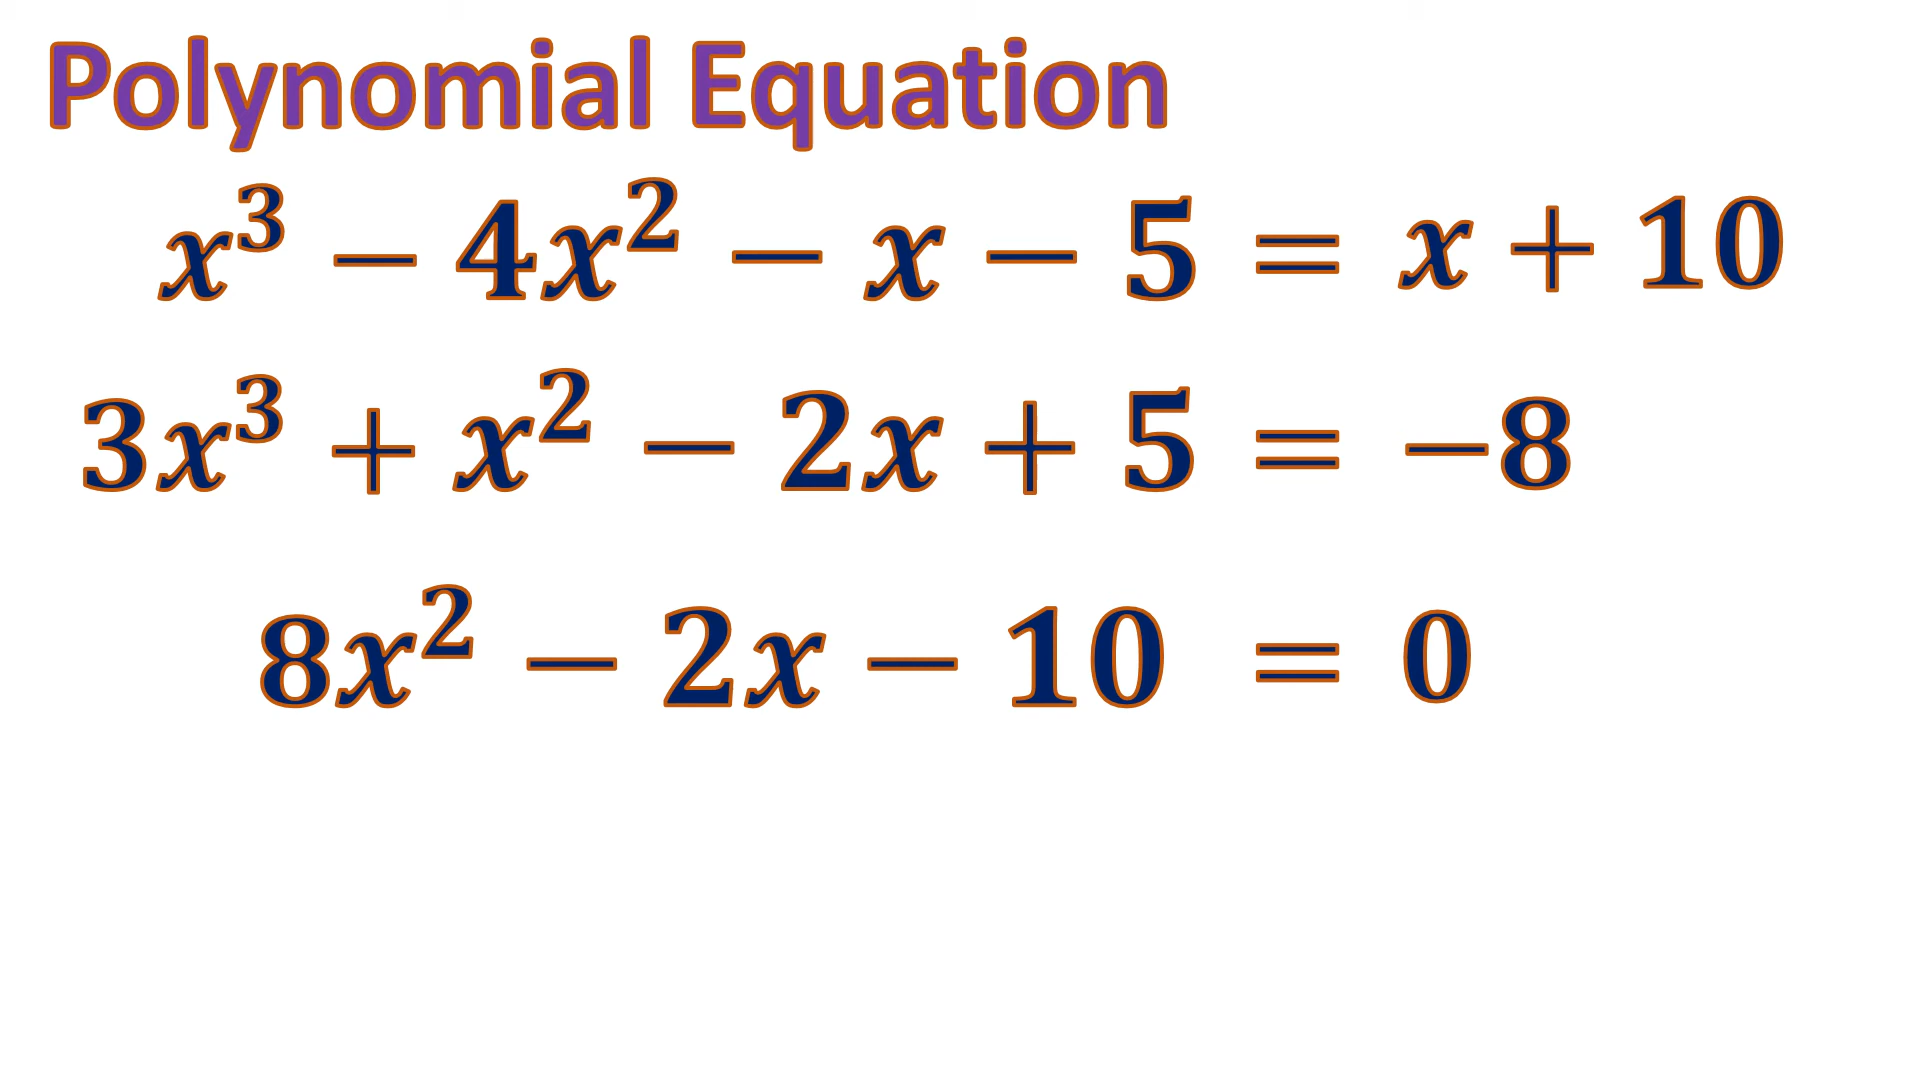 Polynomial Equation
x³ − 4x² − x − 5 = x + 10
3x³ + x² − 2x + 5 = −8
8x² − 2x − 10 = 0